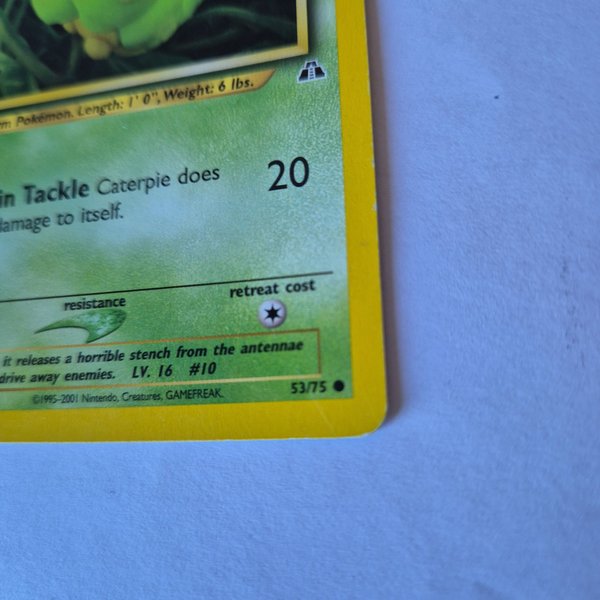 m Pokémon. Length: 1' 0", Weight: 6 lbs.
in Tackle Caterpie does 20
damage to itself.
resistance
retreat cost
it releases a horrible stench from the antennae
drive away enemies. LV. 16 #10
©1995-2001 Nintendo, Creatures, GAMEFREAK.
53/75